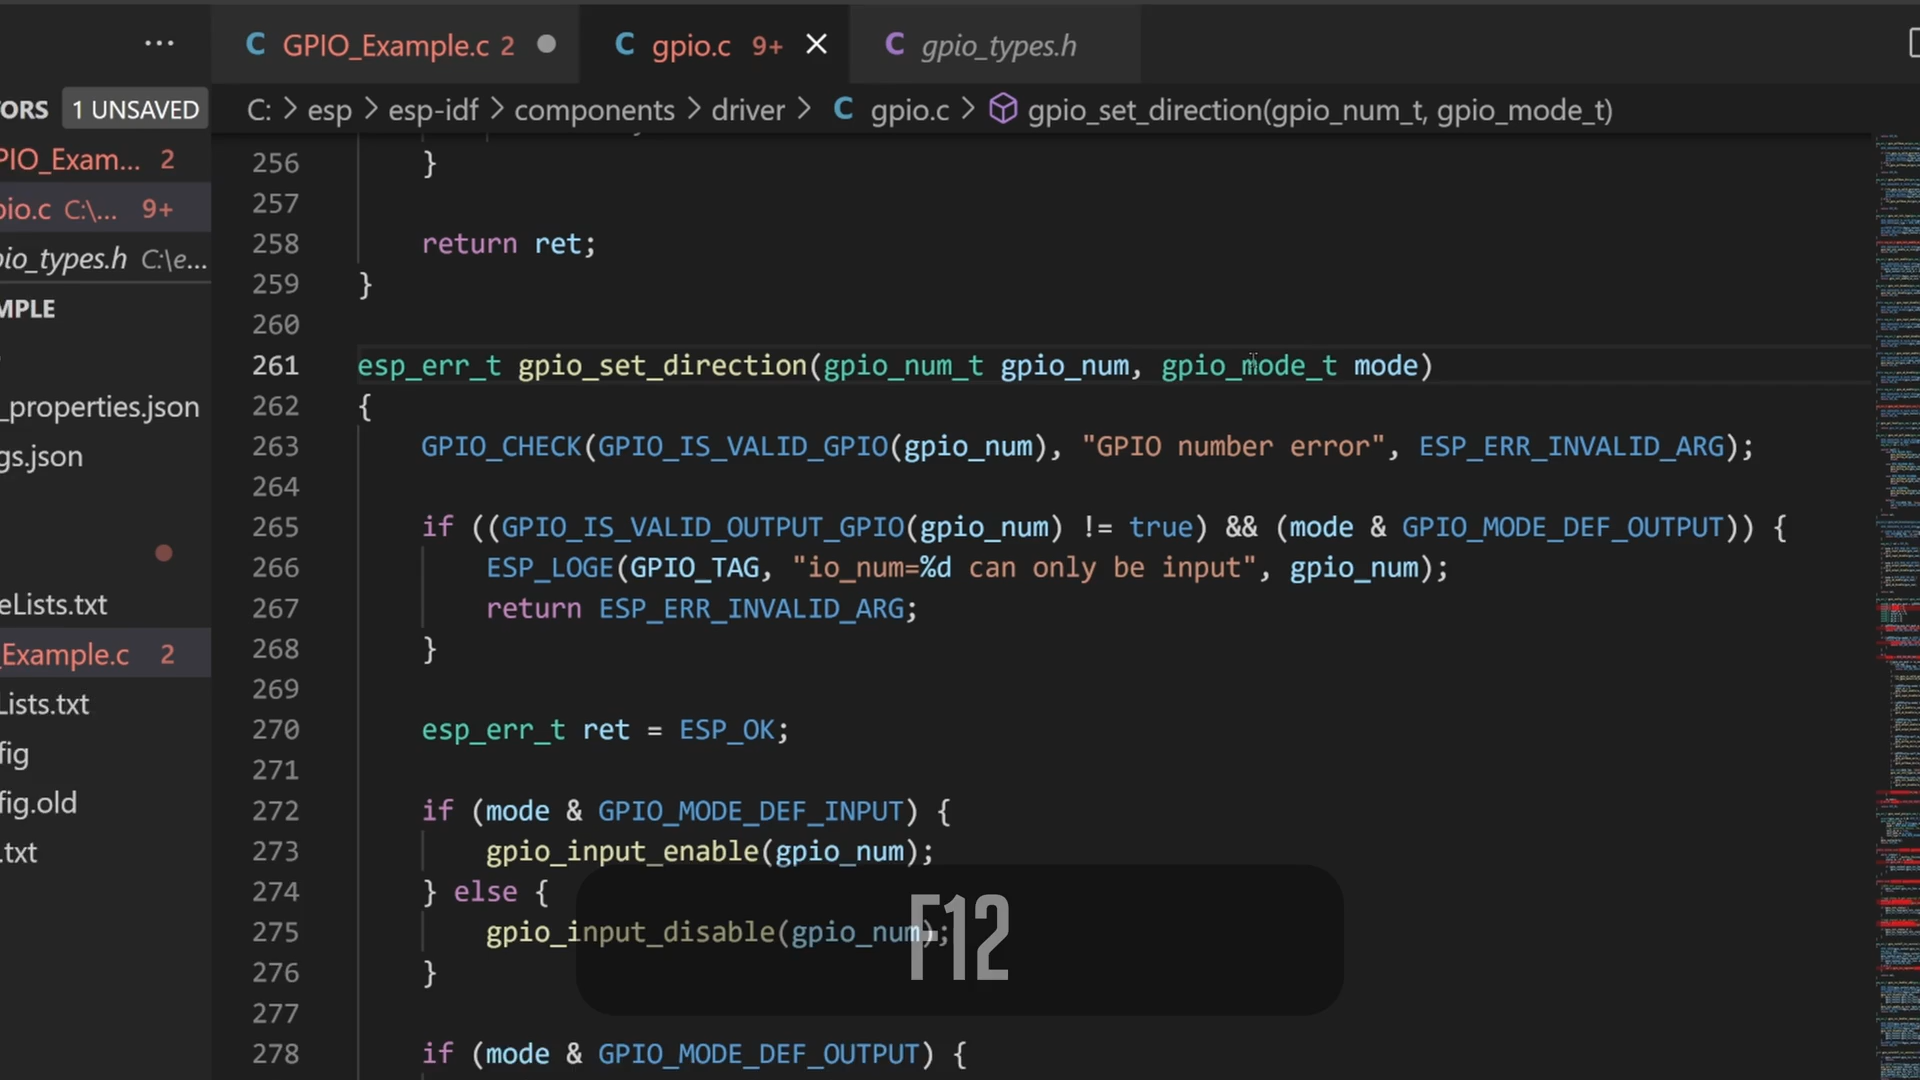 GPIO_Example.c 2
gpio.c 9+
gpio_types.h
TORS 1 UNSAVED
C: > esp > esp-idf > components > driver > C gpio.c > gpio_set_direction(gpio_num_t, gpio_mode_t)
PIO_Exam... 2
pio.c C:\... 9+
pio_types.h C:\e...
MPLE
_properties.json
gs.json
eLists.txt
_Example.c 2
Lists.txt
fig
fig.old
.txt
256 }
257
258 return ret;
259 }
260
261 esp_err_t gpio_set_direction(gpio_num_t gpio_num, gpio_mode_t mode)
262 {
263 GPIO_CHECK(GPIO_IS_VALID_GPIO(gpio_num), "GPIO number error", ESP_ERR_INVALID_ARG);
264
265 if ((GPIO_IS_VALID_OUTPUT_GPIO(gpio_num) != true) && (mode & GPIO_MODE_DEF_OUTPUT)) {
266 ESP_LOGE(GPIO_TAG, "io_num=%d can only be input", gpio_num);
267 return ESP_ERR_INVALID_ARG;
268 }
269
270 esp_err_t ret = ESP_OK;
271
272 if (mode & GPIO_MODE_DEF_INPUT) {
273 gpio_input_enable(gpio_num);
274 } else {
275 gpio_input_disable(gpio_num);
276 }
277
278 if (mode & GPIO_MODE_DEF_OUTPUT) {
F12